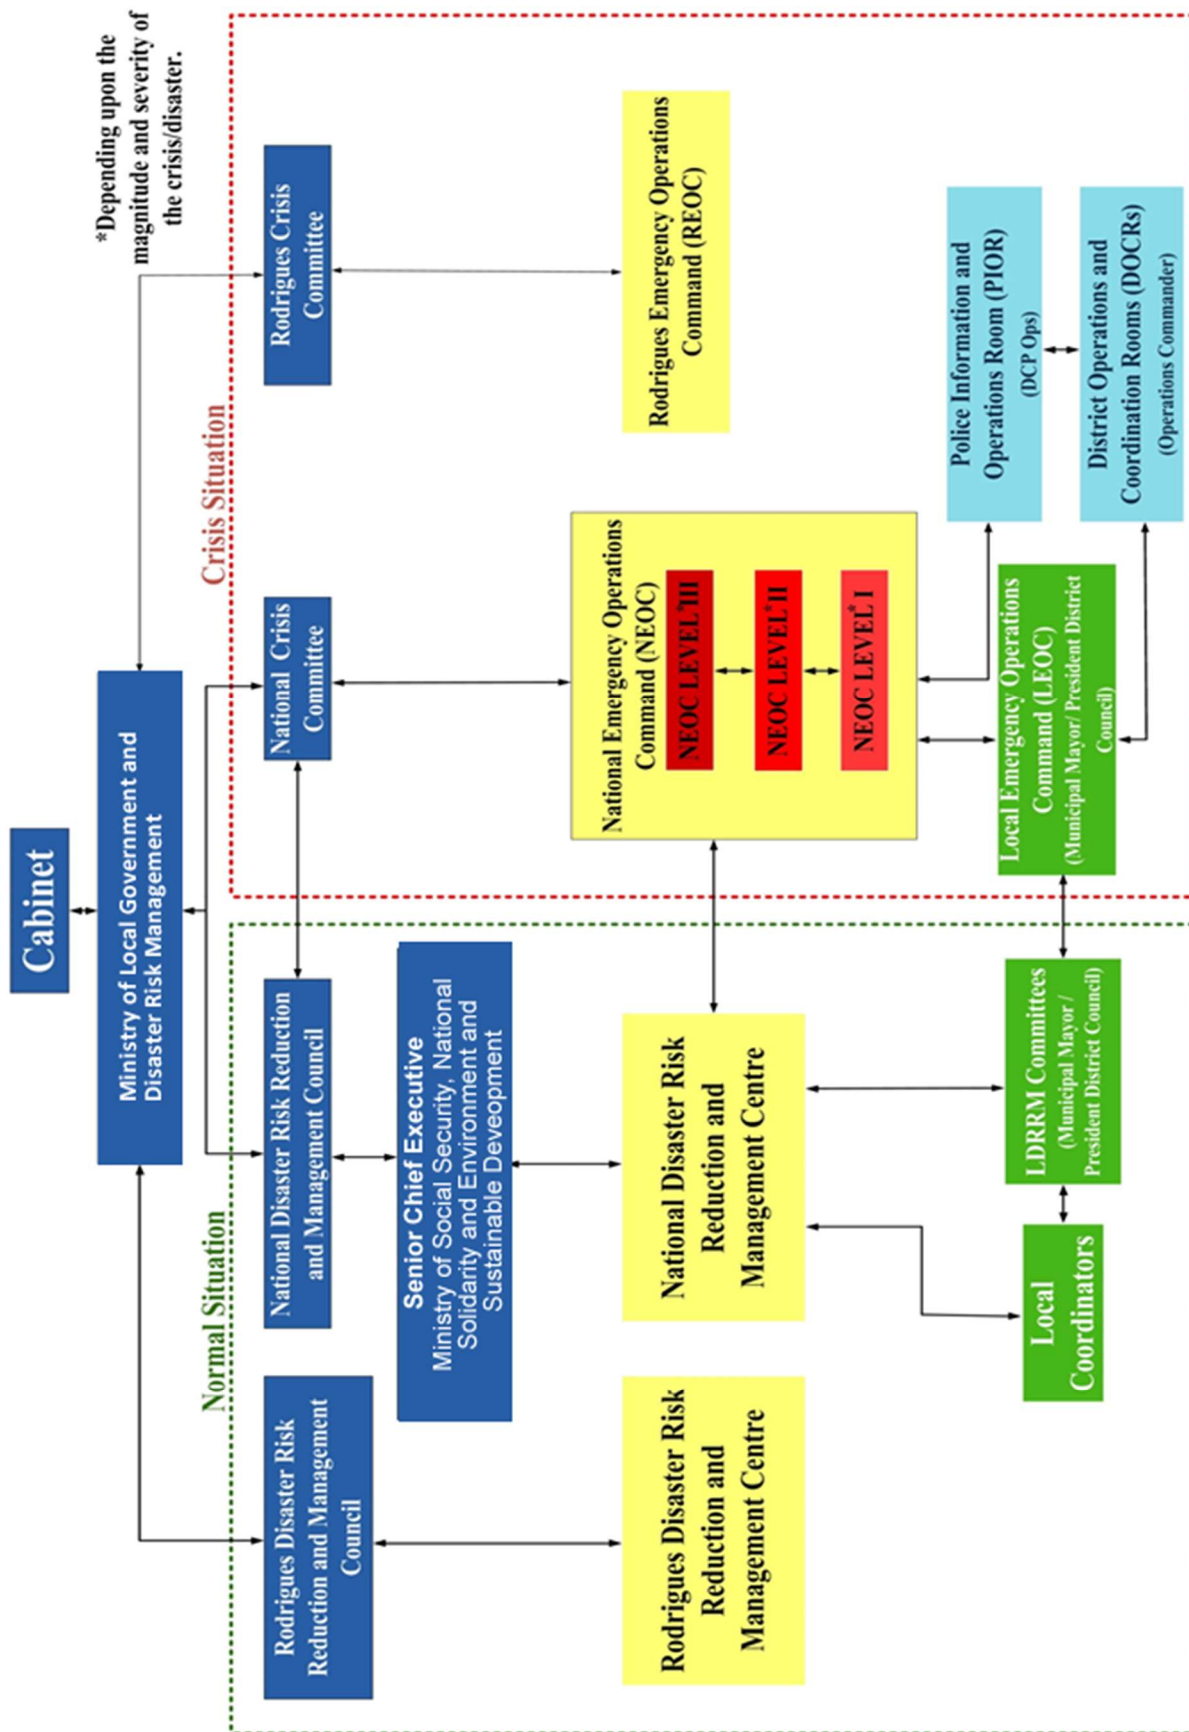 Cabinet
*Depending upon the
magnitude and severity of
the crisis/disaster.
Ministry of Local Government and
Disaster Risk Management
Normal Situation
Crisis Situation
Rodrigues Disaster Risk
Reduction and Management
Council
National Disaster Risk Reduction
and Management Council
National Crisis
Committee
Rodrigues Crisis
Committee
Senior Chief Executive
Ministry of Social Security, National
Solidarity and Environment and
Sustainable Deveopment
Rodrigues Disaster Risk
Reduction and
Management Centre
National Disaster Risk
Reduction and
Management Centre
National Emergency Operations
Command (NEOC)
NEOC LEVEL*III
NEOC LEVEL*II
NEOC LEVEL*I
Rodrigues Emergency Operations
Command (REOC)
Local
Coordinators
LDRRM Committees
(Municipal Mayor /
President District Council)
Local Emergency Operations
Command (LEOC)
(Municipal Mayor/ President District
Council)
Police Information and
Operations Room (PIOR)
(DCP Ops)
District Operations and
Coordination Rooms (DOCRs)
(Operations Commander)